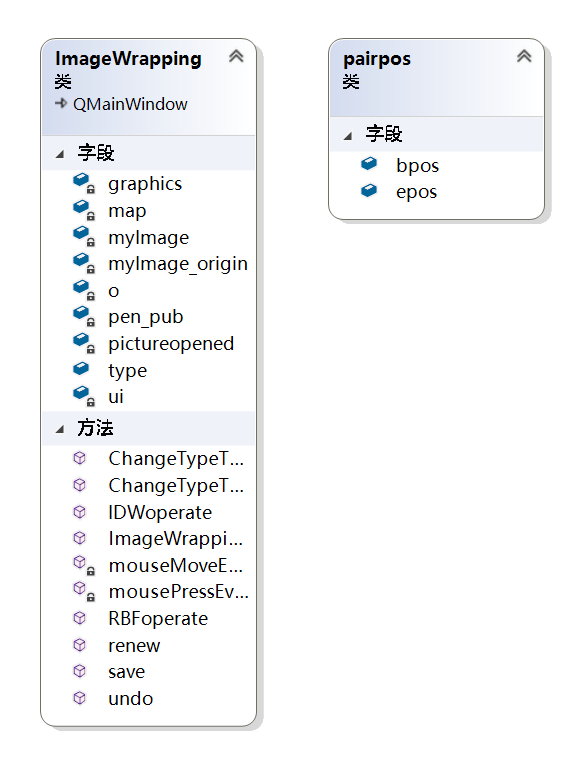 ImageWrapping
类
QMainWindow
字段
graphics
map
myImage
myImage_origin
o
pen_pub
pictureopened
type
ui
方法
ChangeTypeT...
ChangeTypeT...
IDWoperate
ImageWrappi...
mouseMoveE...
mousePressEv...
RBFoperate
renew
save
undo
pairpos
类
字段
bpos
epos